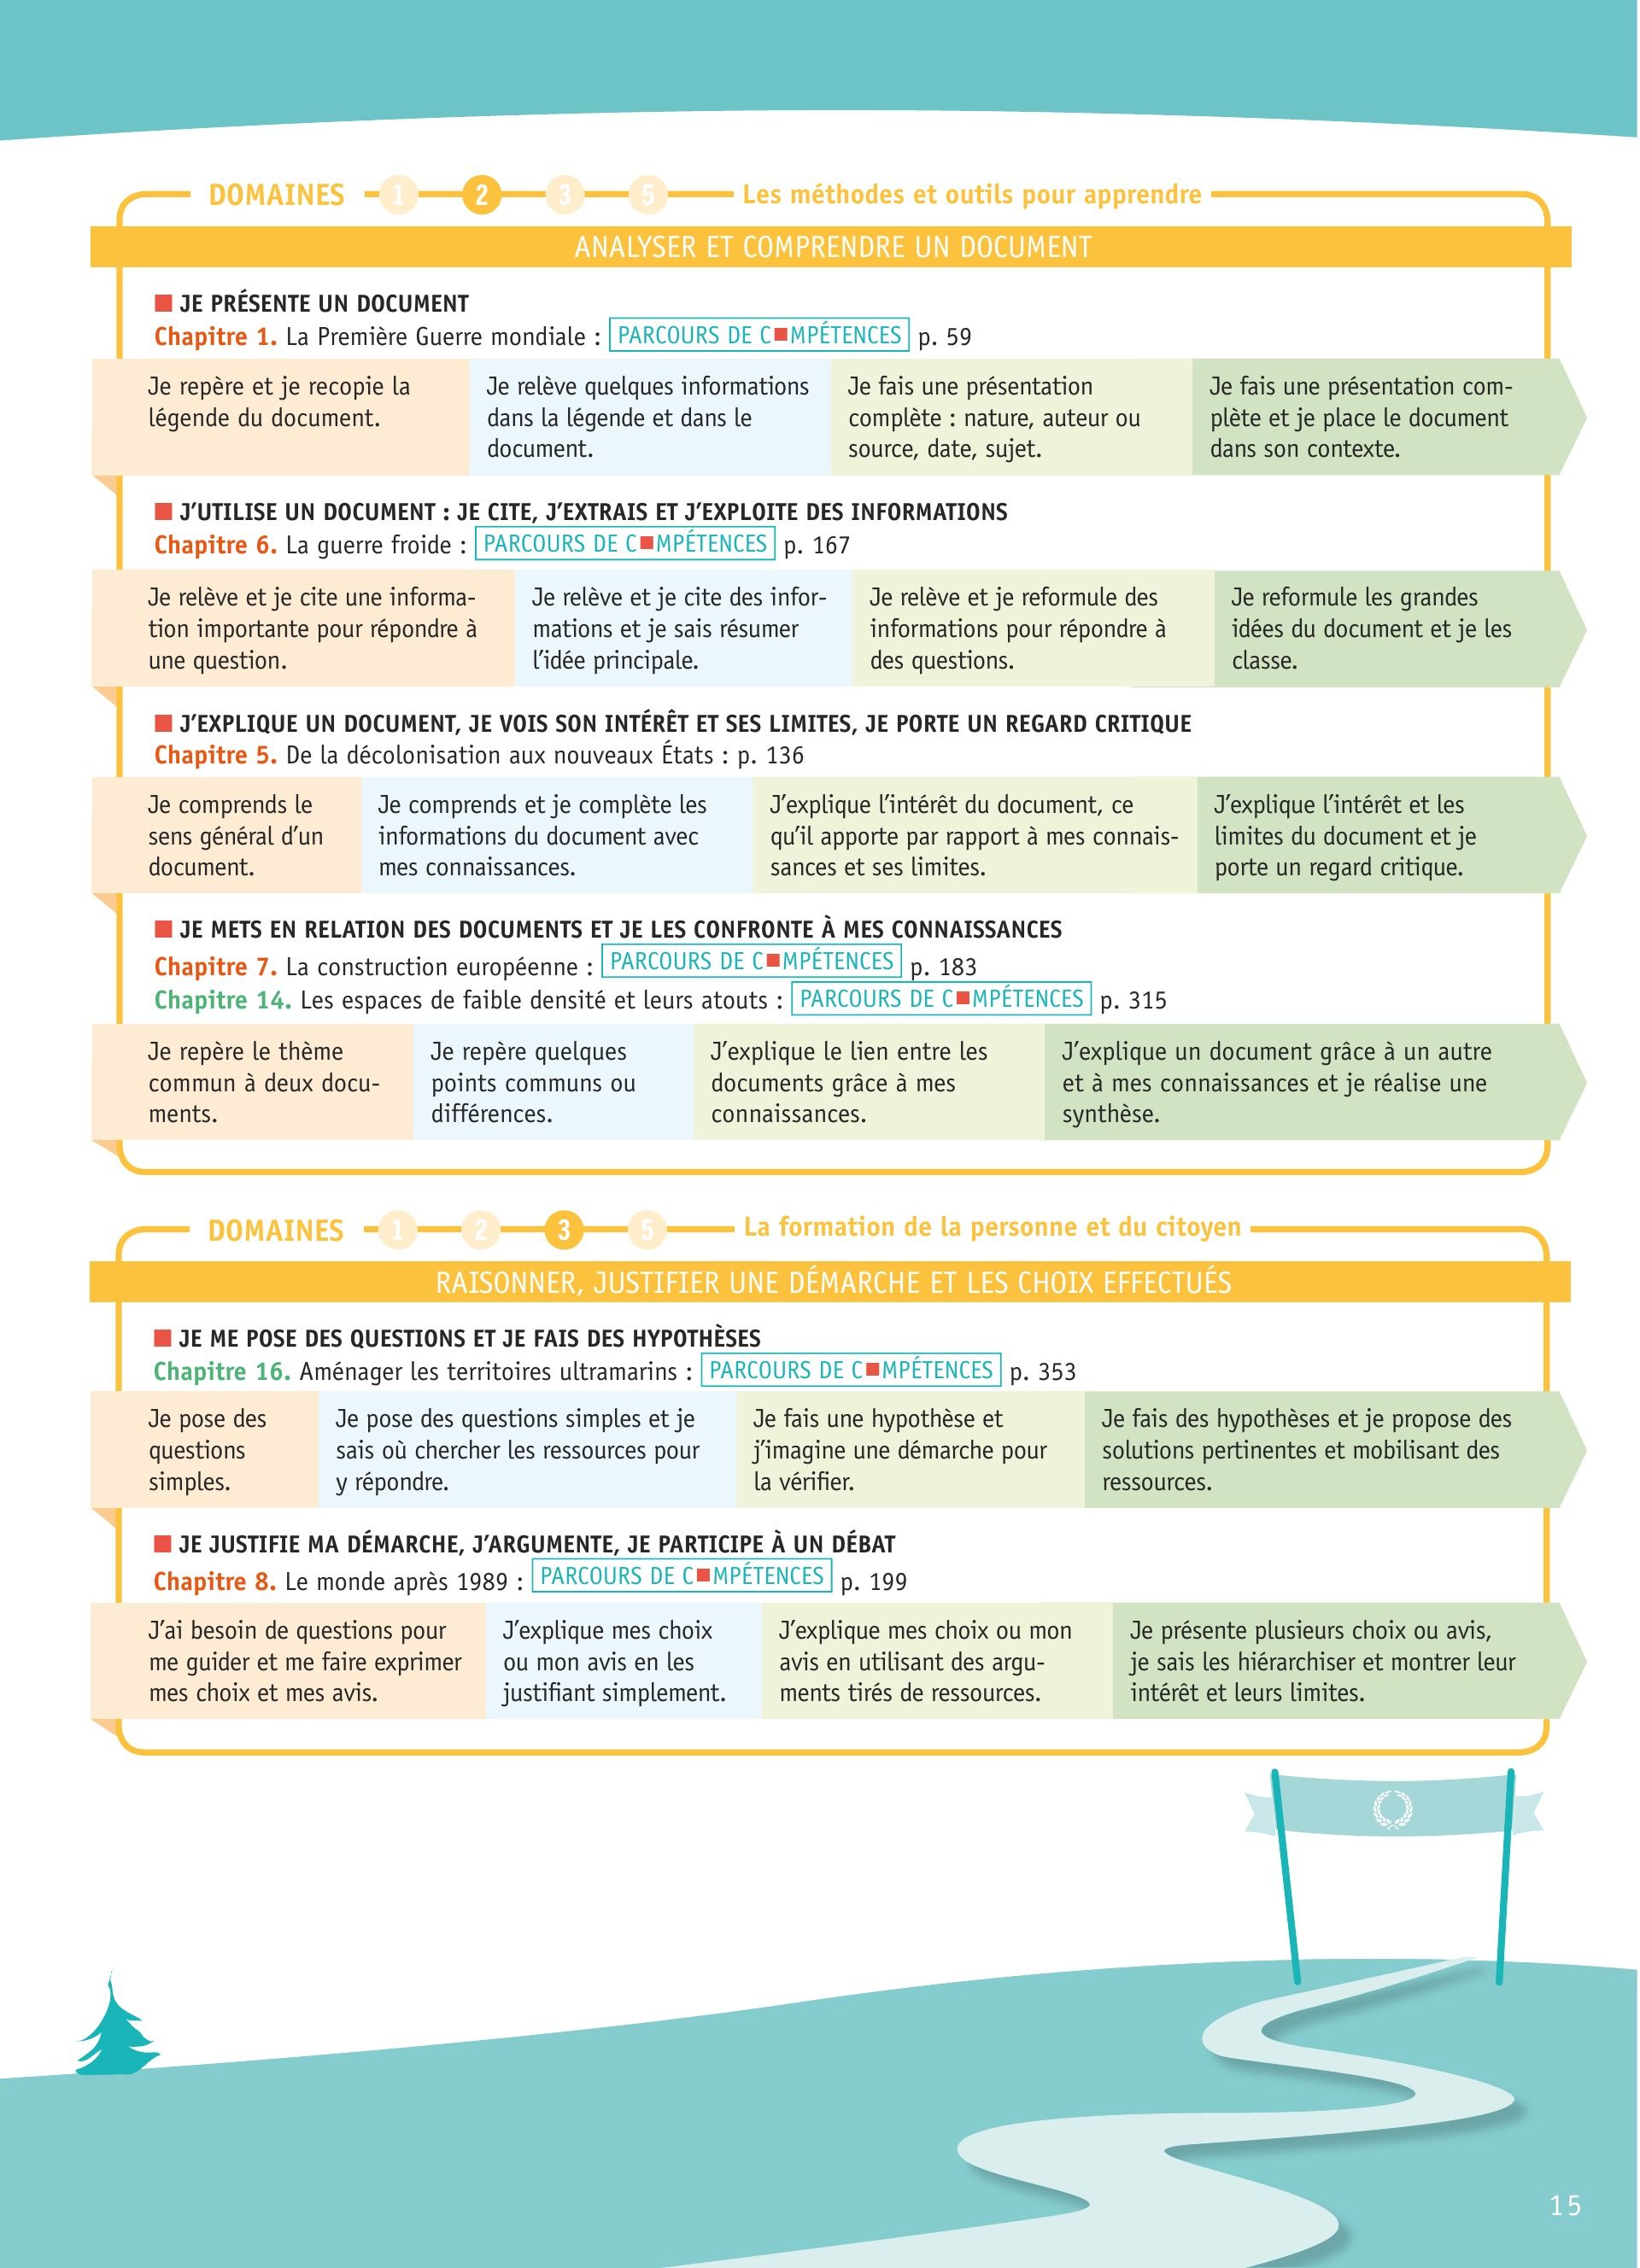 DOMAINES 1 2 3 5 Les méthodes et outils pour apprendre
ANALYSER ET COMPRENDRE UN DOCUMENT
■ JE PRÉSENTE UN DOCUMENT
Chapitre 1. La Première Guerre mondiale : PARCOURS DE C■MPÉTENCES p. 59
Je repère et je recopie la
légende du document.
Je relève quelques informations
dans la légende et dans le
document.
Je fais une présentation
complète : nature, auteur ou
source, date, sujet.
Je fais une présentation com-
plète et je place le document
dans son contexte.
■ J'UTILISE UN DOCUMENT : JE CITE, J'EXTRAIS ET J'EXPLOITE DES INFORMATIONS
Chapitre 6. La guerre froide : PARCOURS DE C■MPÉTENCES p. 167
Je relève et je cite une informa-
tion importante pour répondre à
une question.
Je relève et je cite des infor-
mations et je sais résumer
l'idée principale.
Je relève et je reformule des
informations pour répondre à
des questions.
Je reformule les grandes
idées du document et je les
classe.
■ J'EXPLIQUE UN DOCUMENT, JE VOIS SON INTÉRÊT ET SES LIMITES, JE PORTE UN REGARD CRITIQUE
Chapitre 5. De la décolonisation aux nouveaux États : p. 136
Je comprends le
sens général d'un
document.
Je comprends et je complète les
informations du document avec
mes connaissances.
J'explique l'intérêt du document, ce
qu'il apporte par rapport à mes connais-
sances et ses limites.
J'explique l'intérêt et les
limites du document et je
porte un regard critique.
■ JE METS EN RELATION DES DOCUMENTS ET JE LES CONFRONTE À MES CONNAISSANCES
Chapitre 7. La construction européenne : PARCOURS DE C■MPÉTENCES p. 183
Chapitre 14. Les espaces de faible densité et leurs atouts : PARCOURS DE C■MPÉTENCES p. 315
Je repère le thème
commun à deux docu-
ments.
Je repère quelques
points communs ou
différences.
J'explique le lien entre les
documents grâce à mes
connaissances.
J'explique un document grâce à un autre
et à mes connaissances et je réalise une
synthèse.
DOMAINES 1 2 3 5 La formation de la personne et du citoyen
RAISONNER, JUSTIFIER UNE DÉMARCHE ET LES CHOIX EFFECTUÉS
■ JE ME POSE DES QUESTIONS ET JE FAIS DES HYPOTHÈSES
Chapitre 16. Aménager les territoires ultramarins : PARCOURS DE C■MPÉTENCES p. 353
Je pose des
questions
simples.
Je pose des questions simples et je
sais où chercher les ressources pour
y répondre.
Je fais une hypothèse et
j'imagine une démarche pour
la vérifier.
Je fais des hypothèses et je propose des
solutions pertinentes et mobilisant des
ressources.
■ JE JUSTIFIE MA DÉMARCHE, J'ARGUMENTE, JE PARTICIPE À UN DÉBAT
Chapitre 8. Le monde après 1989 : PARCOURS DE C■MPÉTENCES p. 199
J'ai besoin de questions pour
me guider et me faire exprimer
mes choix et mes avis.
J'explique mes choix
ou mon avis en les
justifiant simplement.
J'explique mes choix ou mon
avis en utilisant des argu-
ments tirés de ressources.
Je présente plusieurs choix ou avis,
je sais les hiérarchiser et montrer leur
intérêt et leurs limites.
15